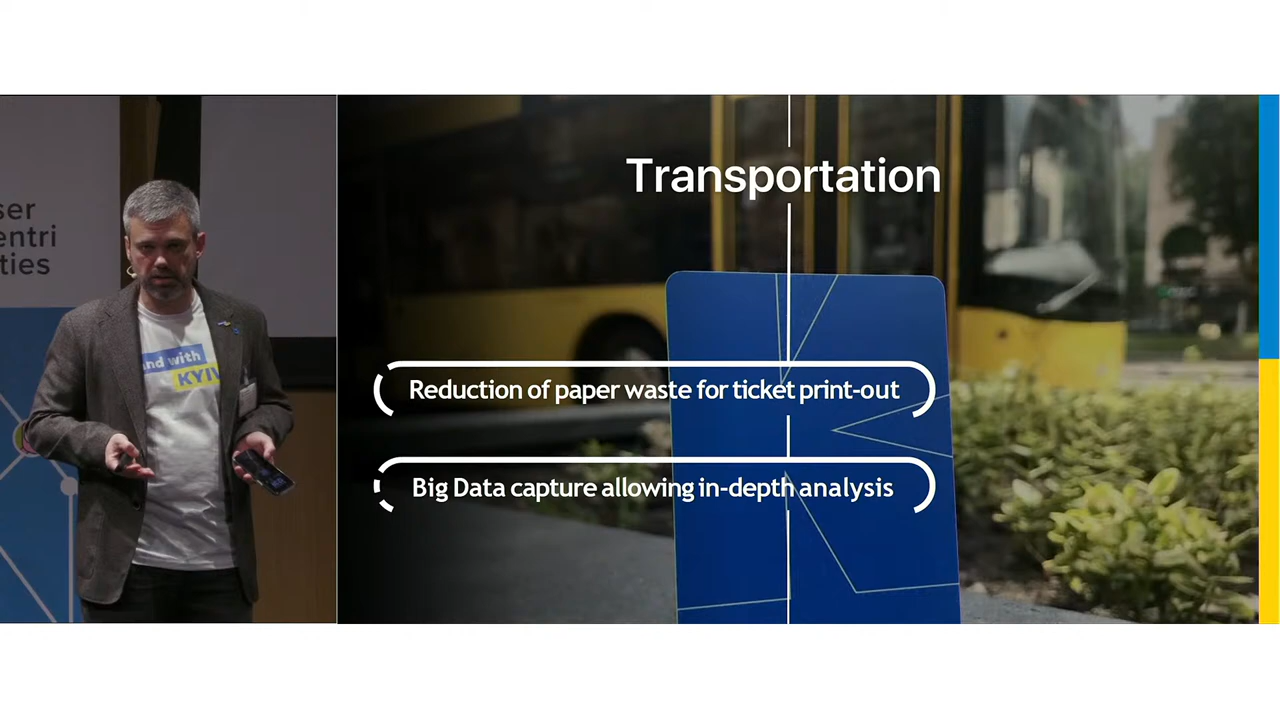 ser
entri
ties
and with
KYIV
Transportation
Reduction of paper waste for ticket print-out
Big Data capture allowing in-depth analysis